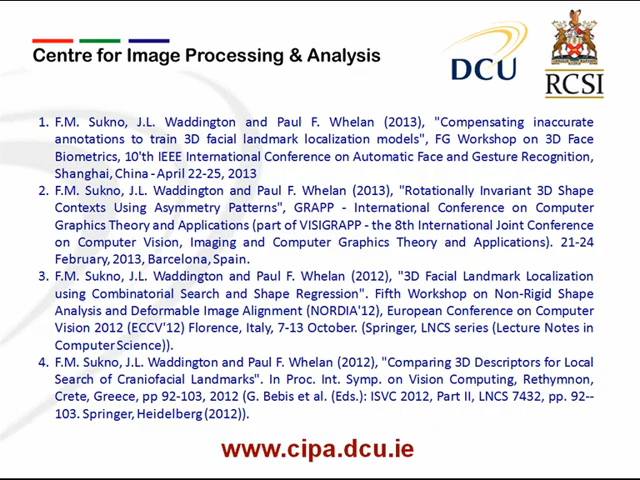 Centre for Image Processing & Analysis
DCU
RCSI
1. F.M. Sukno, J.L. Waddington and Paul F. Whelan (2013), "Compensating inaccurate
annotations to train 3D facial landmark localization models", FG Workshop on 3D Face
Biometrics, 10'th IEEE International Conference on Automatic Face and Gesture Recognition,
Shanghai, China - April 22-25, 2013
2. F.M. Sukno, J.L. Waddington and Paul F. Whelan (2013), "Rotationally Invariant 3D Shape
Contexts Using Asymmetry Patterns", GRAPP - International Conference on Computer
Graphics Theory and Applications (part of VISIGRAPP - the 8th International Joint Conference
on Computer Vision, Imaging and Computer Graphics Theory and Applications). 21-24
February, 2013, Barcelona, Spain.
3. F.M. Sukno, J.L. Waddington and Paul F. Whelan (2012), "3D Facial Landmark Localization
using Combinatorial Search and Shape Regression". Fifth Workshop on Non-Rigid Shape
Analysis and Deformable Image Alignment (NORDIA'12), European Conference on Computer
Vision 2012 (ECCV'12) Florence, Italy, 7-13 October. (Springer, LNCS series (Lecture Notes in
Computer Science)).
4. F.M. Sukno, J.L. Waddington and Paul F. Whelan (2012), "Comparing 3D Descriptors for Local
Search of Craniofacial Landmarks". In Proc. Int. Symp. on Vision Computing, Rethymnon,
Crete, Greece, pp 92-103, 2012 (G. Bebis et al. (Eds.): ISVC 2012, Part II, LNCS 7432, pp. 92--
103. Springer, Heidelberg (2012)).
www.cipa.dcu.ie